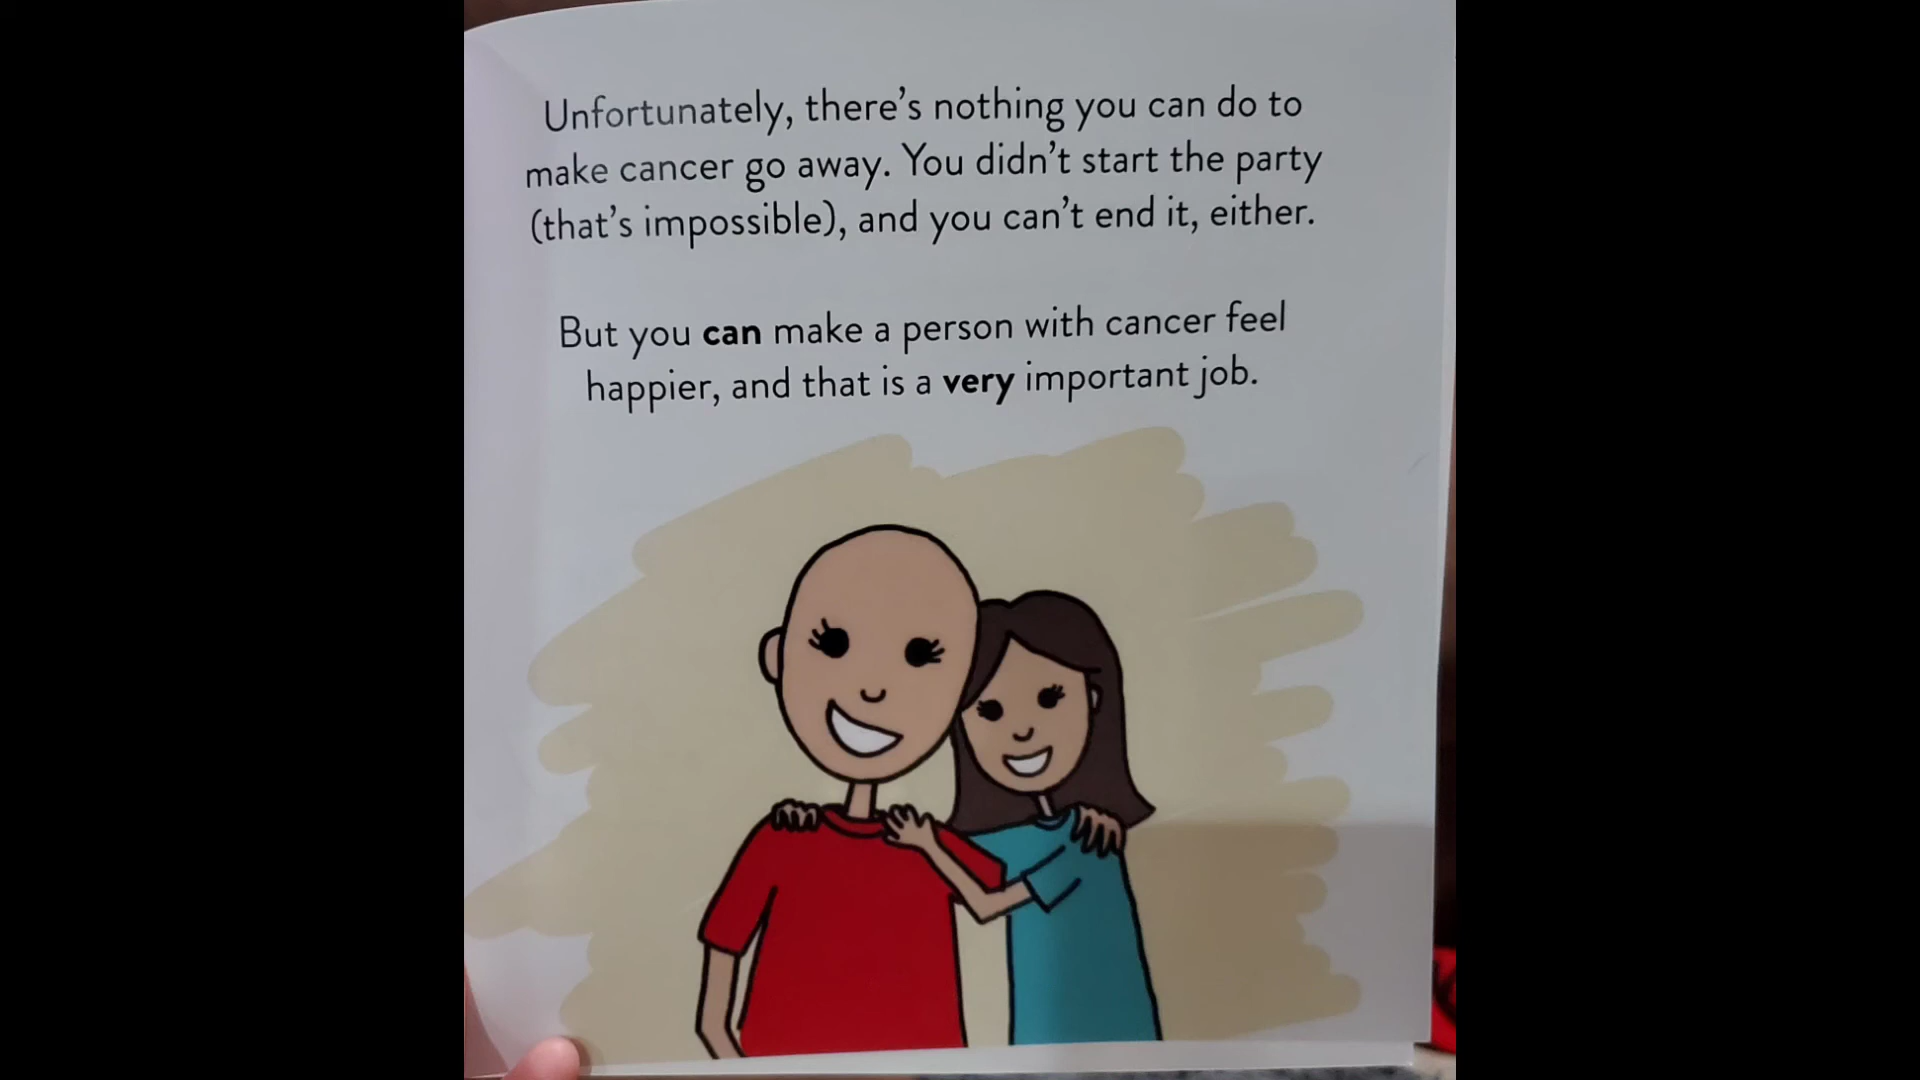 Unfortunately, there's nothing you can do to
make cancer go away. You didn't start the party
(that's impossible), and you can't end it, either.
But you can make a person with cancer feel
happier, and that is a very important job.